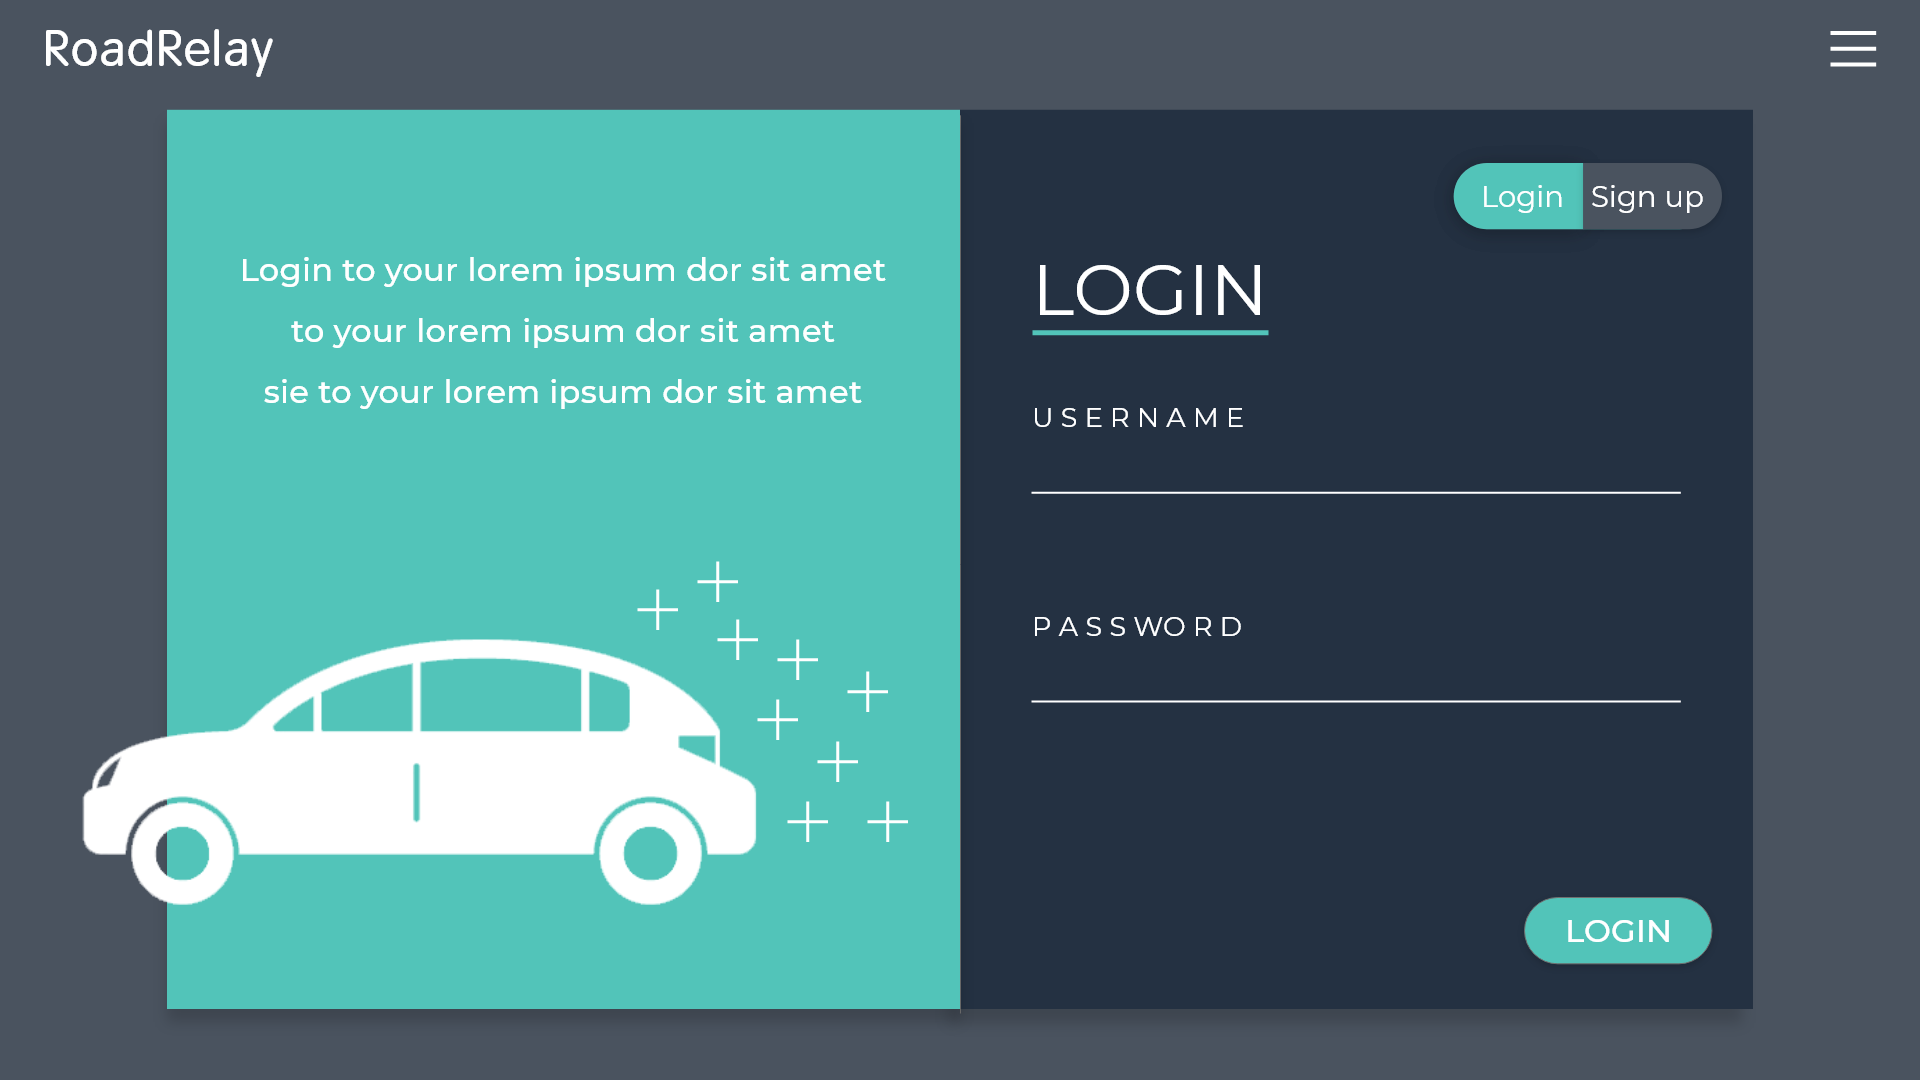 RoadRelay
Login to your lorem ipsum dor sit amet
to your lorem ipsum dor sit amet
sie to your lorem ipsum dor sit amet
Login Sign up
LOGIN
USERNAME
PASSWORD
LOGIN